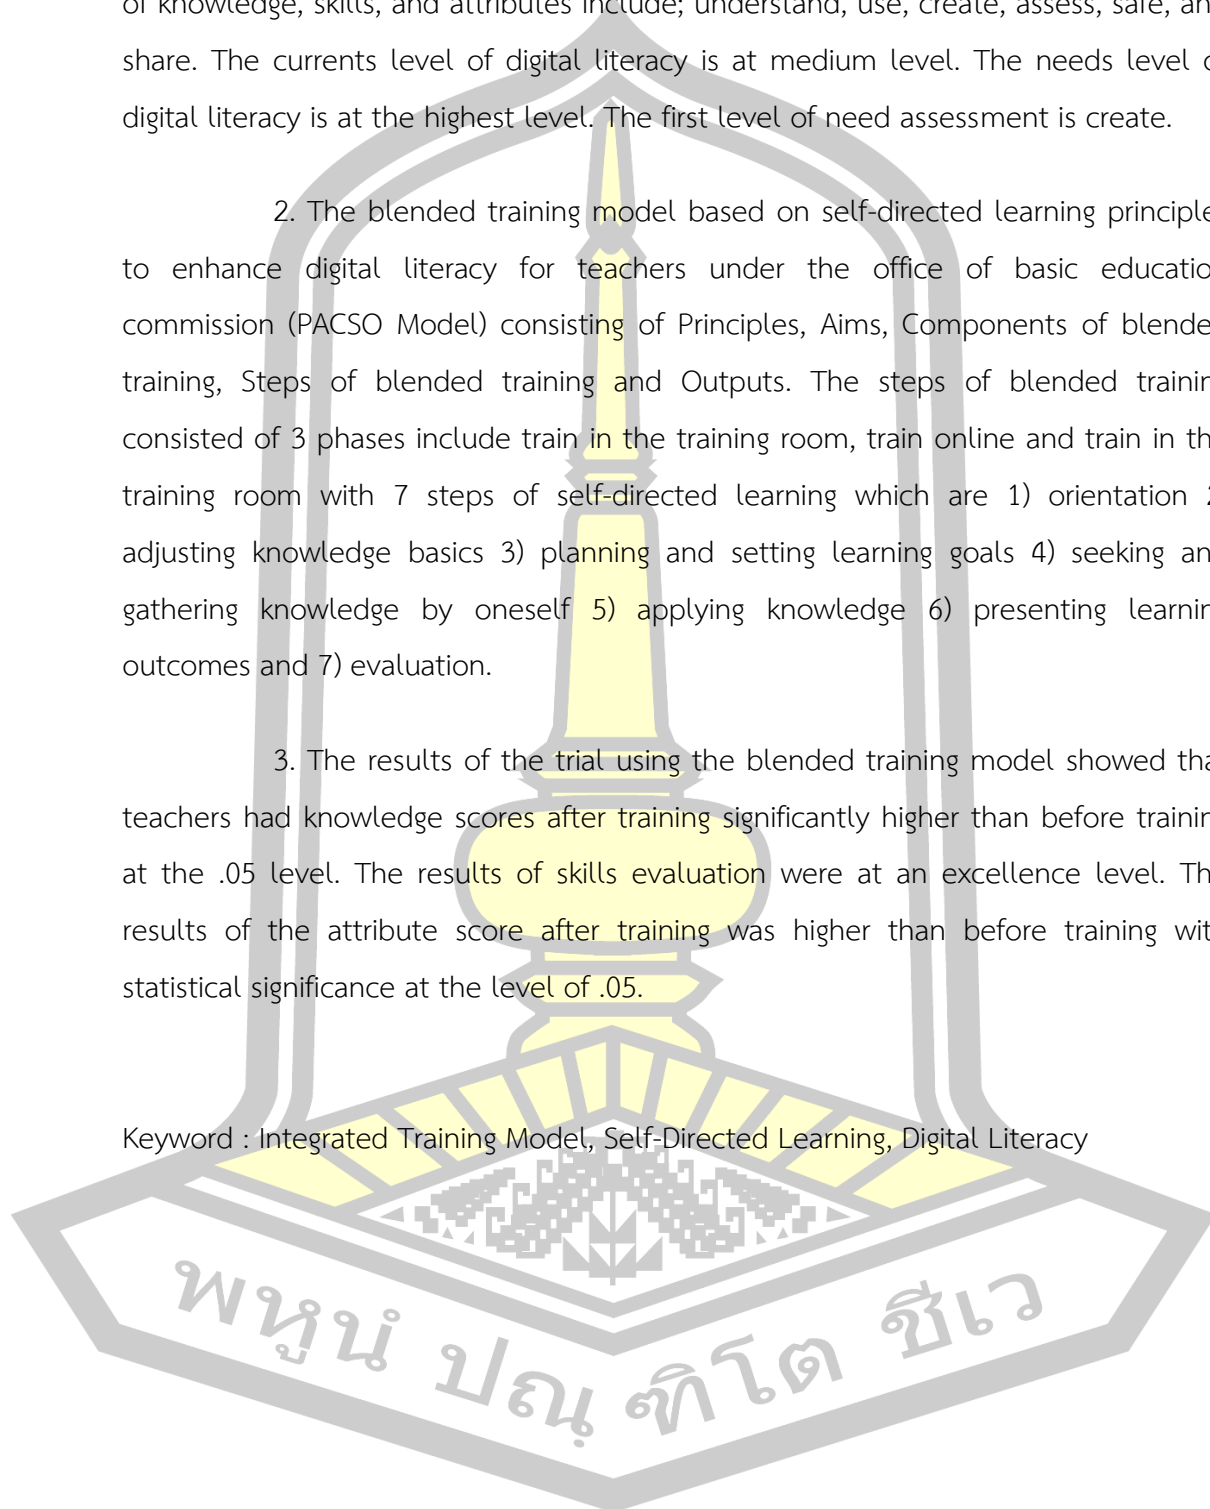 of knowledge, skills, and attributes include; understand, use, create, assess, safe, an
share. The currents level of digital literacy is at medium level. The needs level
digital literacy is at the highest level. The first level of need assessment is create.
2. The blended training model based on self-directed learning principle
to enhance digital literacy for teachers under the office of basic educatio
commission (PACSO Model) consisting of Principles, Aims, Components of blende
training, Steps of blended training and Outputs. The steps of blended trainin
consisted of 3 phases include train in the training room, train online and train in th
training room with 7 steps of self-directed learning which are 1) orientation 2
adjusting knowledge basics 3) planning and setting learning goals 4) seeking an
gathering knowledge by oneself 5) applying knowledge 6) presenting learnin
outcomes and 7) evaluation.
3. The results of the trial using the blended training model showed tha
teachers had knowledge scores after training significantly higher than before trainin
at the .05 level. The results of skills evaluation were at an excellence level. Th
results of the attribute score after training was higher than before training wit
statistical significance at the level of .05.
Keyword : Integrated Training Model, Self-Directed Learning, Digital Literacy
พหูนํ ปณฺฑิโต ชีเว